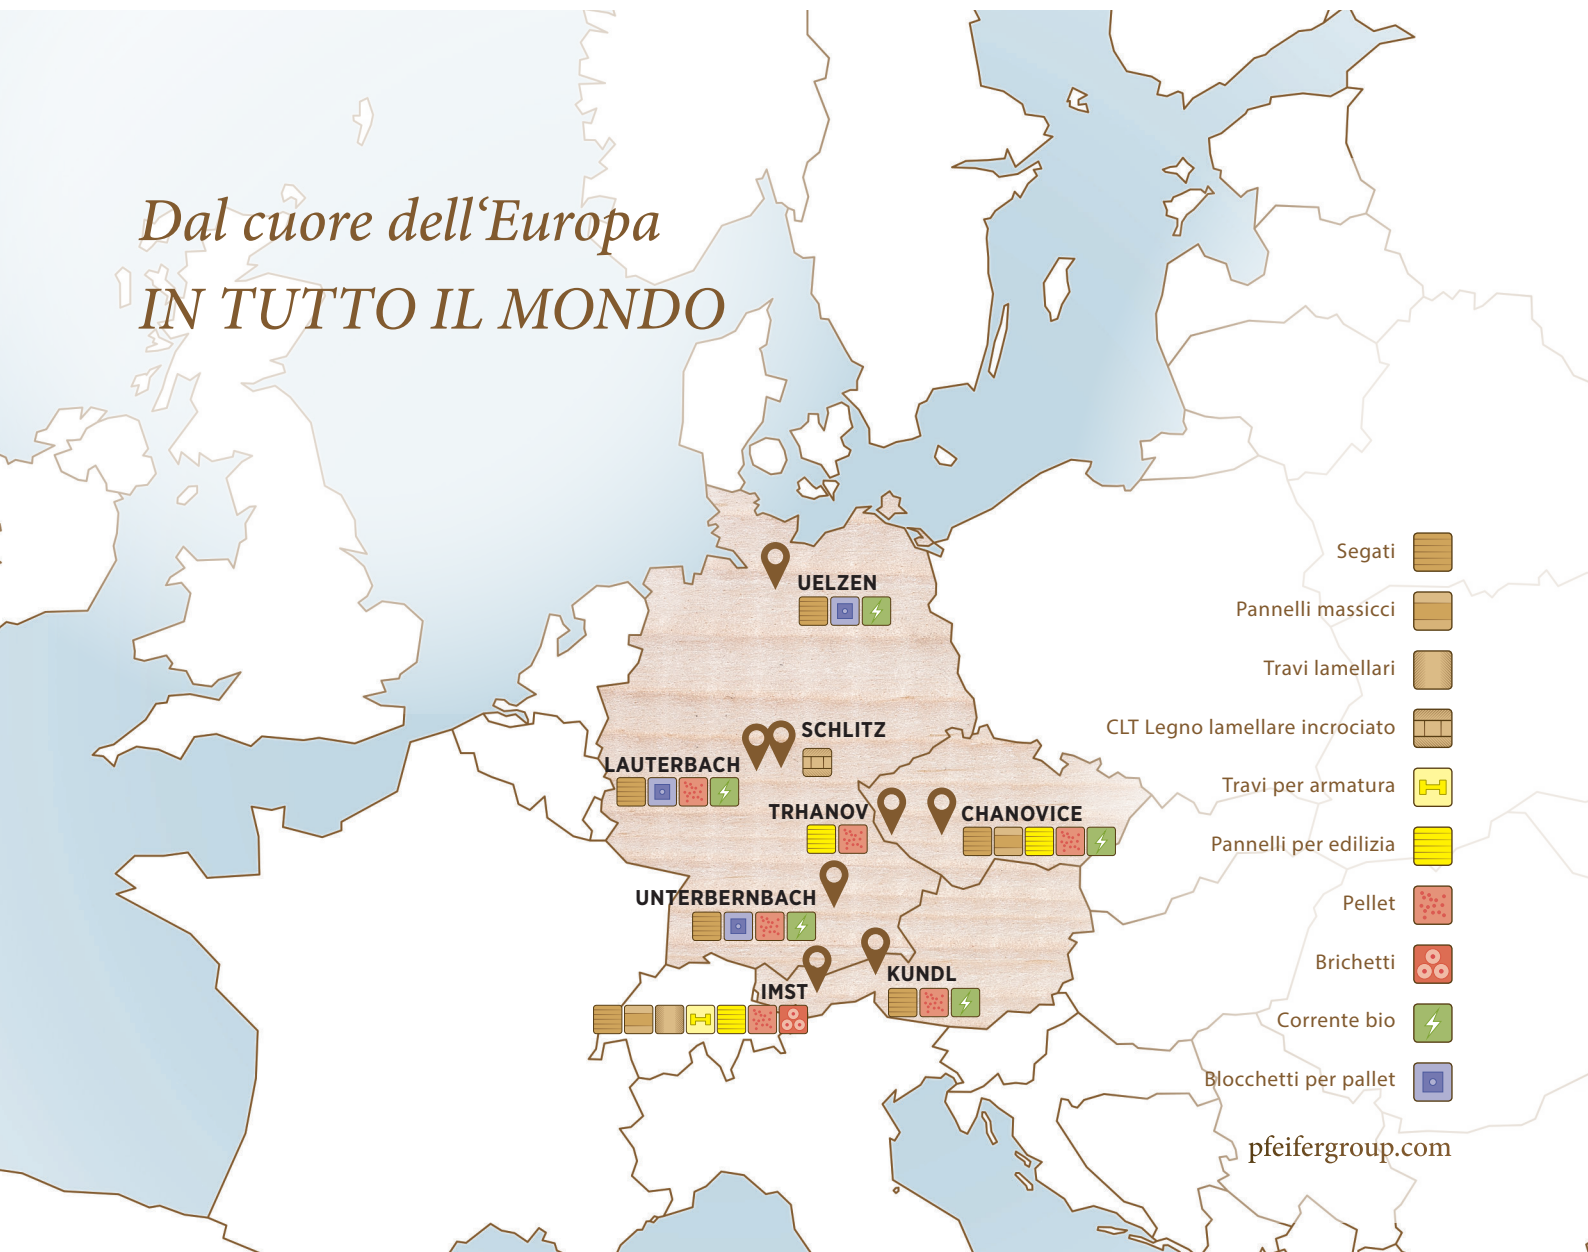 Dal cuore dell‘Europa
IN TUTTO IL MONDO
UELZEN
SCHLITZ
LAUTERBACH
TRHANOV
CHANOVICE
UNTERBERNBACH
KUNDL
IMST
Segati
Pannelli massicci
Travi lamellari
CLT Legno lamellare incrociato
Travi per armatura
Pannelli per edilizia
Pellet
Brichetti
Corrente bio
Blocchetti per pallet
pfeifergroup.com